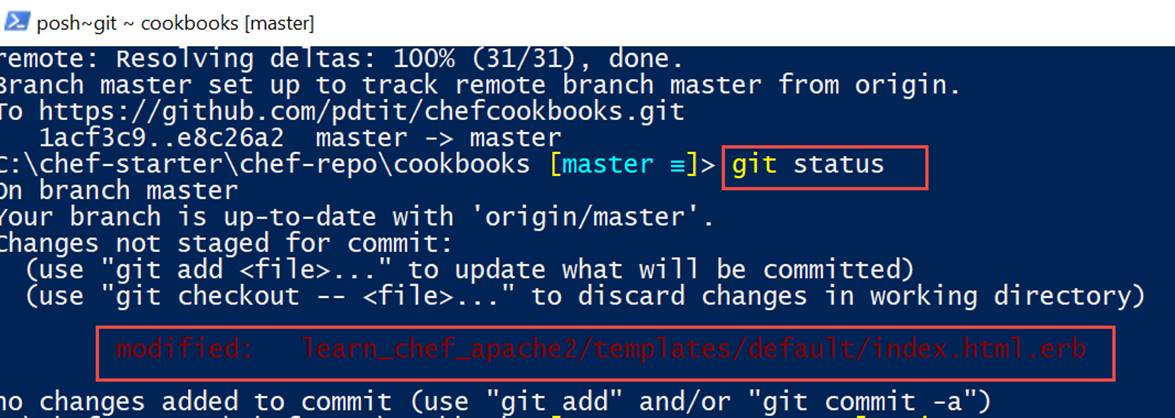 posh~git ~ cookbooks [master]
remote: Resolving deltas: 100% (31/31), done.
Branch master set up to track remote branch master from origin.
To https://github.com/pdtit/chefcookbooks.git
1acf3c9..e8c26a2 master -> master
C:\chef-starter\chef-repo\cookbooks [master ≡]> git status
On branch master
Your branch is up-to-date with 'origin/master'.
Changes not staged for commit:
(use "git add <file>..." to update what will be committed)
(use "git checkout -- <file>..." to discard changes in working directory)
modified: learn_chef_apache2/templates/default/index.html.erb
no changes added to commit (use "git add" and/or "git commit -a")